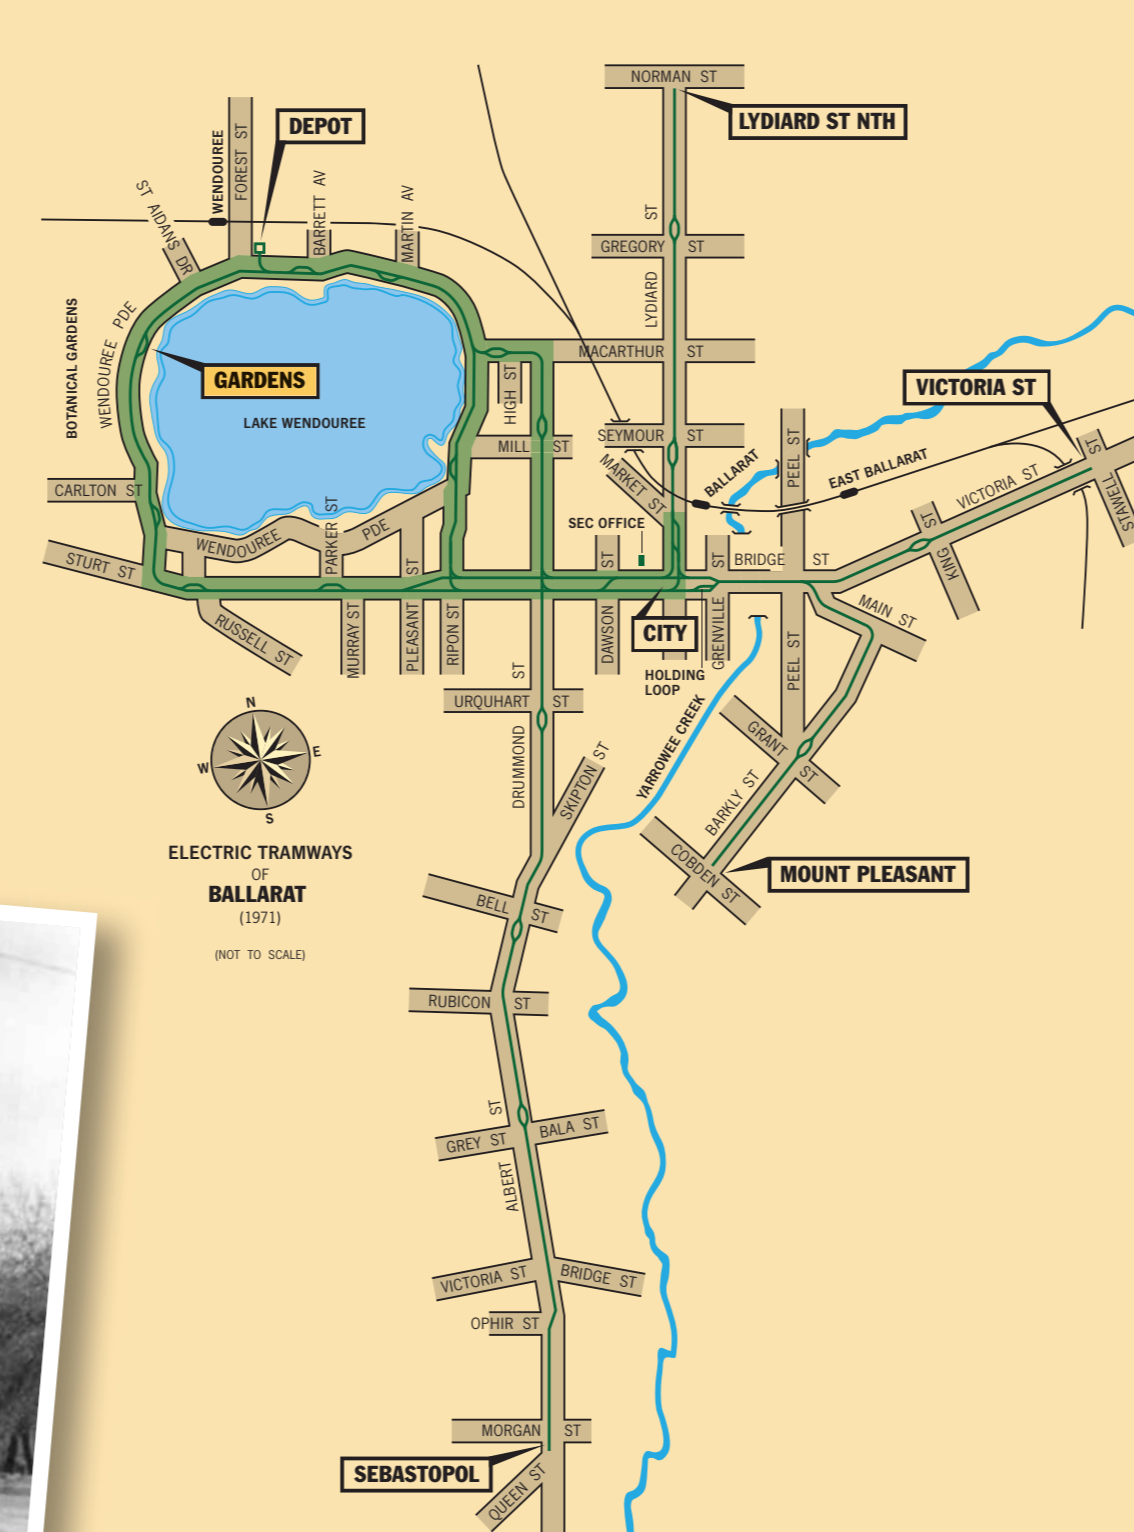 NORMAN ST
LYDIARD ST NTH
DEPOT
WENDOUREE
FOREST ST
ST AIDANS DR
BARRETT AV
MARTIN AV
GREGORY ST
LYDIARD ST
BOTANICAL GARDENS
WENDOUREE PDE
GARDENS
LAKE WENDOUREE
MACARTHUR ST
HIGH ST
VICTORIA ST
MILL ST
SEYMOUR ST
MARKET ST
BALLARAT
PEEL ST
EAST BALLARAT
VICTORIA ST
STAWELL ST
CARLTON ST
STURT ST
WENDOUREE PDE
PARKER ST
SEC OFFICE
BRIDGE ST
KING ST
RUSSELL ST
MURRAY ST
PLEASANT ST
RIPON ST
DAWSON ST
CITY
GRENVILLE ST
HOLDING
LOOP
PEEL ST
MAIN ST
URQUHART ST
DRUMMOND ST
SKIPTON ST
YARROWEE CREEK
GRANT ST
BARKLY ST
COBDEN ST
MOUNT PLEASANT
N
E
S
W
ELECTRIC TRAMWAYS
OF
BALLARAT
(1971)
(NOT TO SCALE)
BELL ST
RUBICON ST
ALBERT ST
GREY ST
BALA ST
VICTORIA ST
BRIDGE ST
OPHIR ST
MORGAN ST
SEBASTOPOL
QUEEN ST